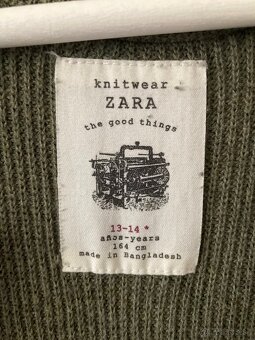 knitwear
ZARA
the good things
13-14 *
años-years
164 cm
made in Bangladesh